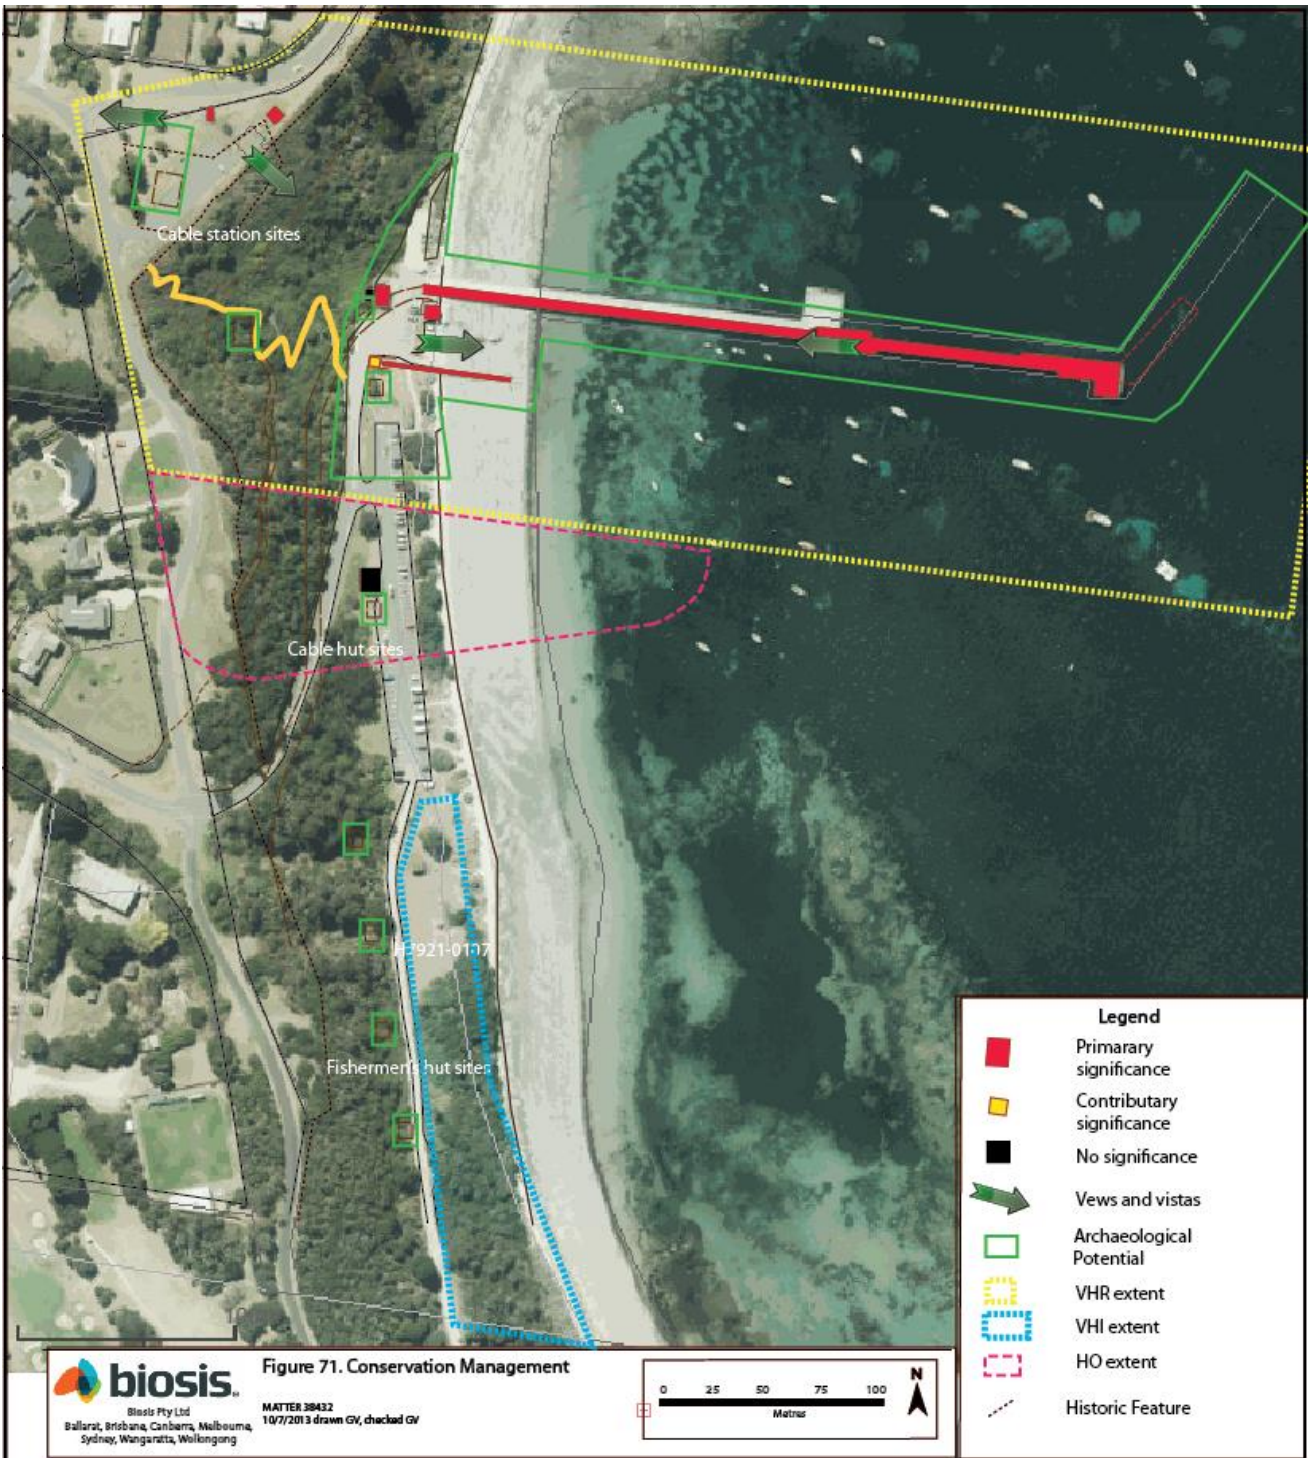 Cable station sites
Cable hut sites
H7921-0107
Fishermen's hut sites
Legend
Primarary
significance
Contributary
significance
No significance
Vews and vistas
Archaeological
Potential
VHR extent
VHI extent
HO extent
Historic Feature
biosis.
Biosis Pty Ltd
Ballarat, Brisbane, Canberra, Melbourne,
Sydney, Wangaratta, Wollongong
Figure 71. Conservation Management
MATTER 38432
10/7/2013 drawn GV, checked GV
0 25 50 75 100
Metres
N